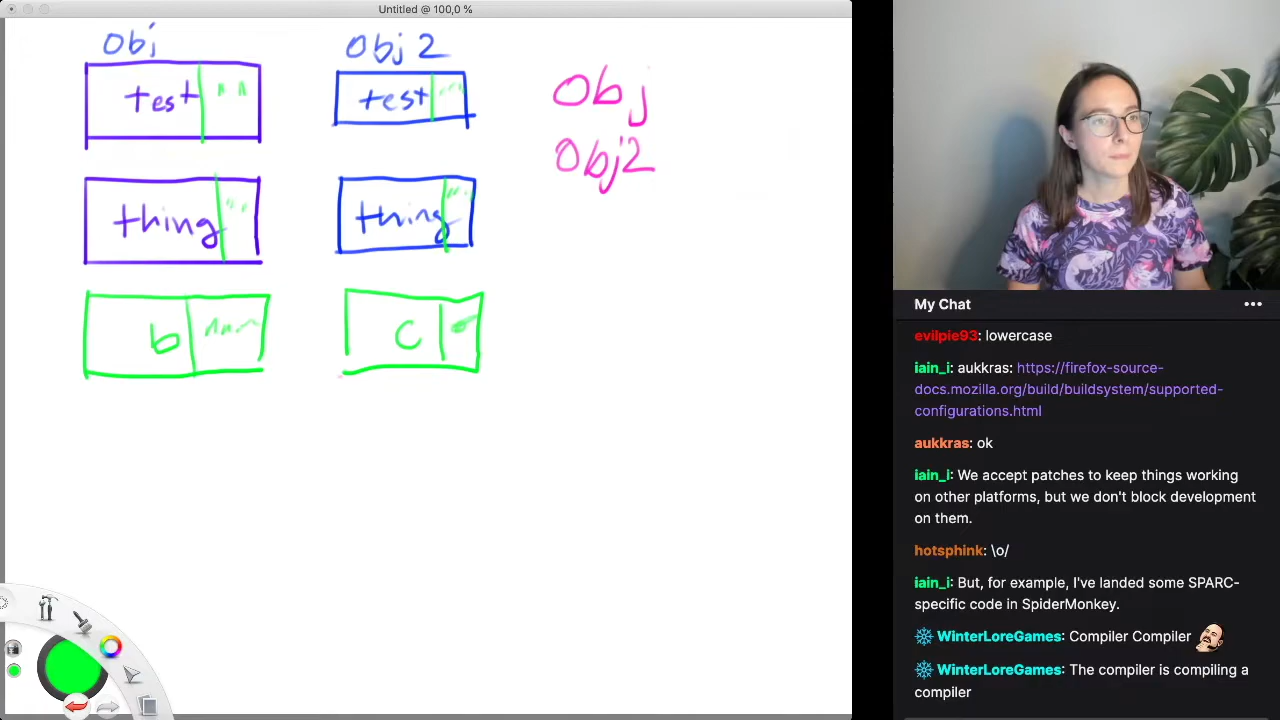 Untitled @ 100,0 %
Obj
Obj 2
test
test
Obj
Obj2
thing
thing
b
C
My Chat
evilpie93: lowercase
iain_i: aukkras: https://firefox-source-
docs.mozilla.org/build/buildsystem/supported-
configurations.html
aukkras: ok
iain_i: We accept patches to keep things working
on other platforms, but we don't block development
on them.
hotsphink: \o/
iain_i: But, for example, I've landed some SPARC-
specific code in SpiderMonkey.
WinterLoreGames: Compiler Compiler
WinterLoreGames: The compiler is compiling a
compiler